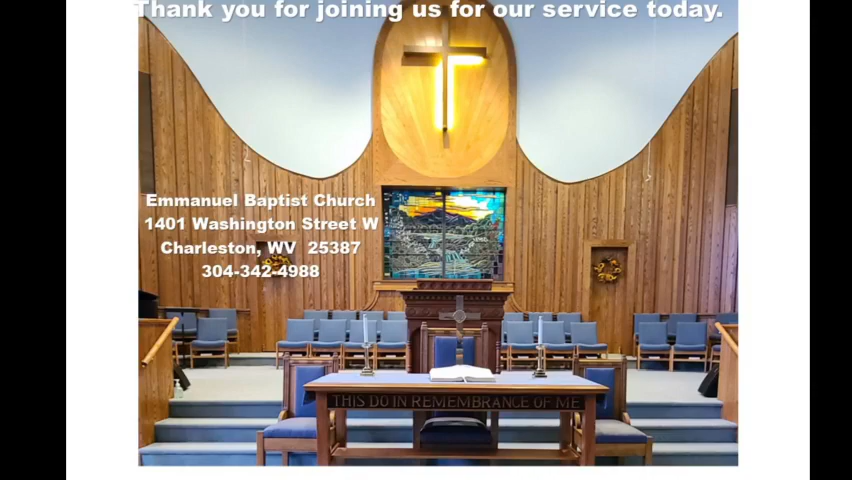 Thank you for joining us for our service today.
Emmanuel Baptist Church
1401 Washington Street W
Charleston, WV 25387
304-342-4988
THIS DO IN REMEMBRANCE OF ME